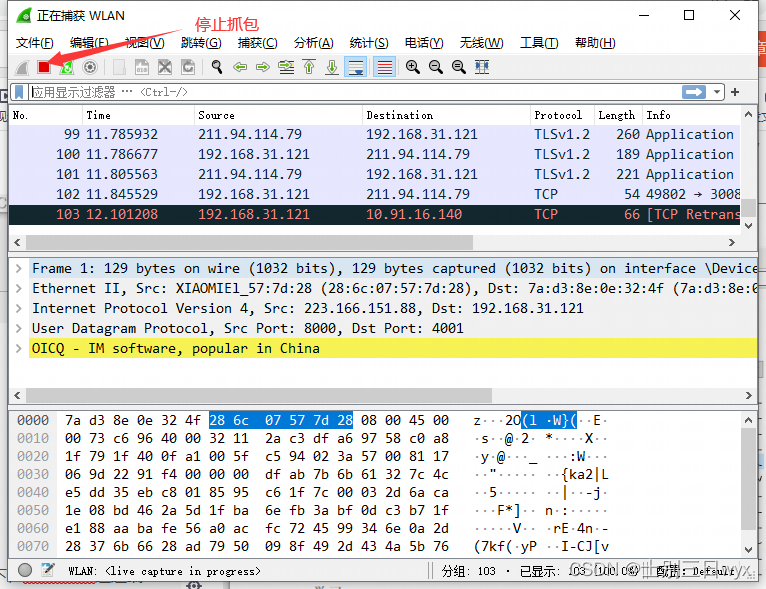 正在捕获 WLAN
停止抓包
文件(F) 编辑(E) 视图(V) 跳转(G) 捕获(C) 分析(A) 统计(S) 电话(Y) 无线(W) 工具(T) 帮助(H)
应用显示过滤器 … <Ctrl-/>
No. Time Source Destination Protocol Length Info
99 11.785932 211.94.114.79 192.168.31.121 TLSv1.2 260 Application
100 11.786677 192.168.31.121 211.94.114.79 TLSv1.2 189 Application
101 11.805563 211.94.114.79 192.168.31.121 TLSv1.2 221 Application
102 11.845529 192.168.31.121 211.94.114.79 TCP 54 49802 → 3008
103 12.101208 192.168.31.121 10.91.16.140 TCP 66 [TCP Retrans
Frame 1: 129 bytes on wire (1032 bits), 129 bytes captured (1032 bits) on interface \Device
Ethernet II, Src: XIAOMIEl_57:7d:28 (28:6c:07:57:7d:28), Dst: 7a:d3:8e:0e:32:4f (7a:d3:8e:0
Internet Protocol Version 4, Src: 223.166.151.88, Dst: 192.168.31.121
User Datagram Protocol, Src Port: 8000, Dst Port: 4001
OICQ - IM software, popular in China
0000 7a d3 8e 0e 32 4f 28 6c 07 57 7d 28 08 00 45 00 z···2O(l ·W}(··E·
0010 00 73 c6 96 40 00 32 11 2a c3 df a6 97 58 c0 a8 ·s··@·2· *····X··
0020 1f 79 1f 40 0f a1 00 5f c5 94 02 3a 57 00 81 17 ·y·@···_ ···:W···
0030 06 9d 22 91 f4 00 00 00 df ab 7b 6b 61 32 7c 4c ··"····· ··{ka2|L
0040 e5 dd 35 eb c8 01 85 95 c6 1f 7c 00 03 2d 6a ca ··5····· ··|··-j·
0050 1e 08 bd 46 2a 5d 1f ba 6e fb 3a bf 0d c3 b7 1f ···F*]·· n·:·····
0060 e1 88 aa ba fe 56 a0 ac fc 72 45 99 34 6e 0a 2d ·····V·· ·rE·4n·-
0070 28 37 6b 66 28 ad 79 50 09 8f 49 2d 43 4a 5b 76 (7kf(·yP ··I-CJ[v
WLAN: <live capture in progress>
分组: 103 · 已显示: 103 (100.0%)
配置: Default